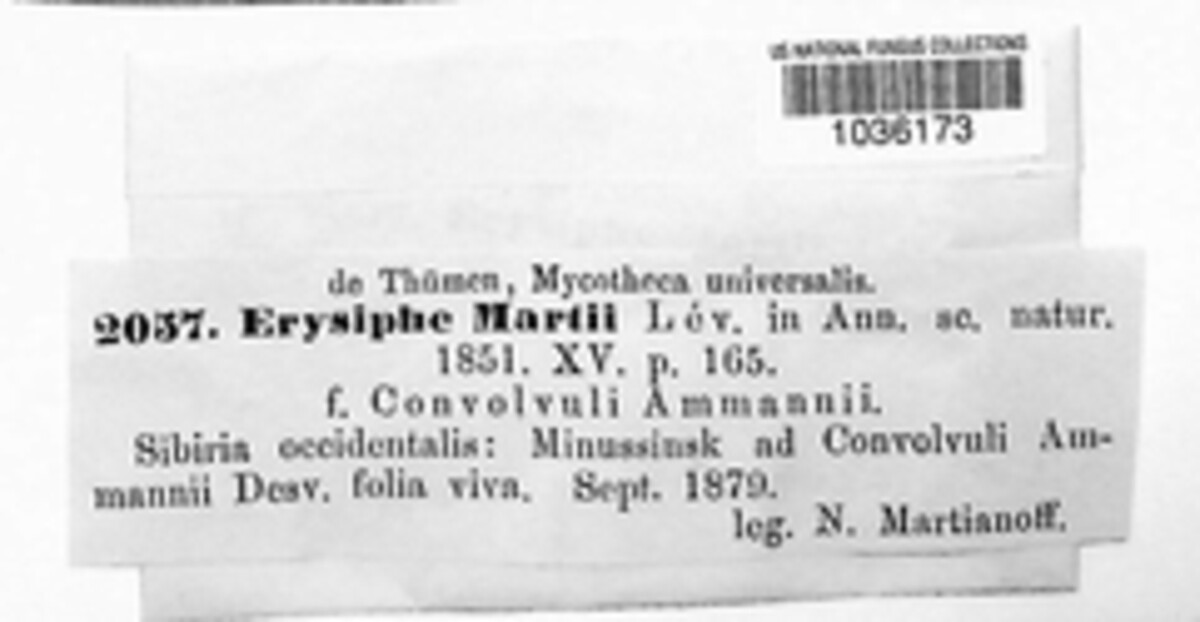 US NATIONAL FUNGUS COLLECTIONS
1036173
de Thümen, Mycotheca universalis.
2057. Erysiphe Martii Lév. in Ann. sc. natur.
1851. XV. p. 165.
f. Convolvuli Ammannii.
Sibiria occidentalis: Minussinsk ad Convolvuli Am-
mannii Desv. folia viva. Sept. 1879.
leg. N. Martianoff.